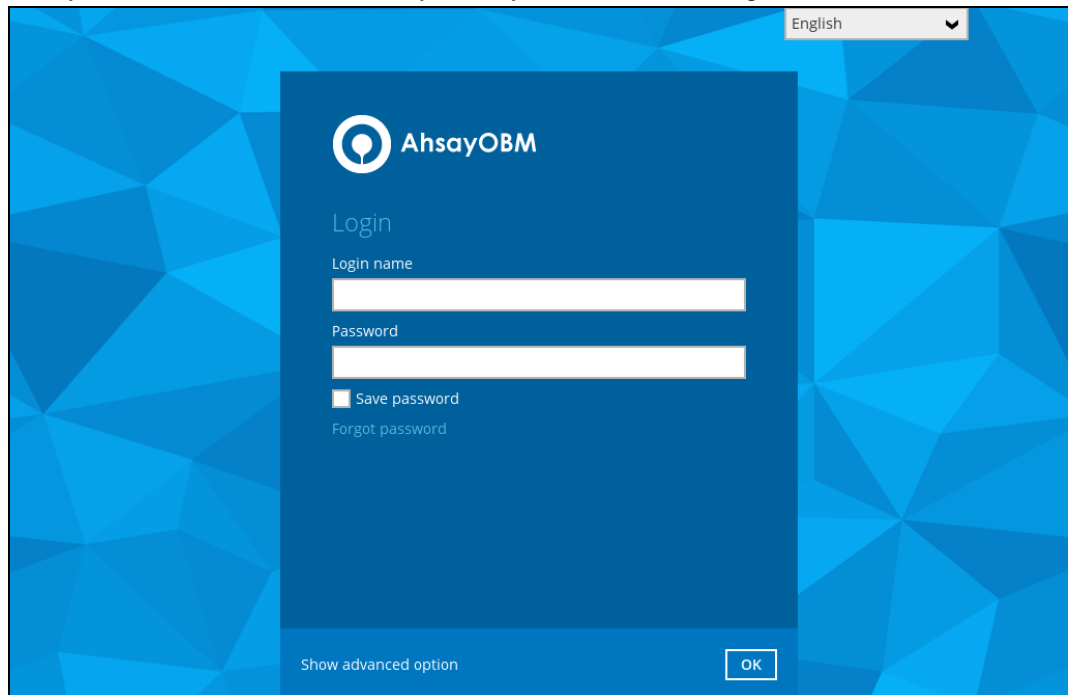 English
AhsayOBM
Login
Login name
Password
Save password
Forgot password
Show advanced option
OK